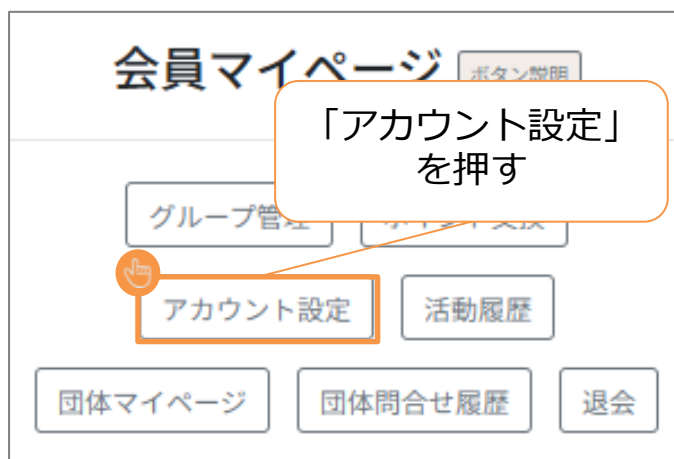 会員マイページ ボタン説明
「アカウント設定」
を押す
グループ管理
アカウント設定 活動履歴
団体マイページ 団体問合せ履歴 退会